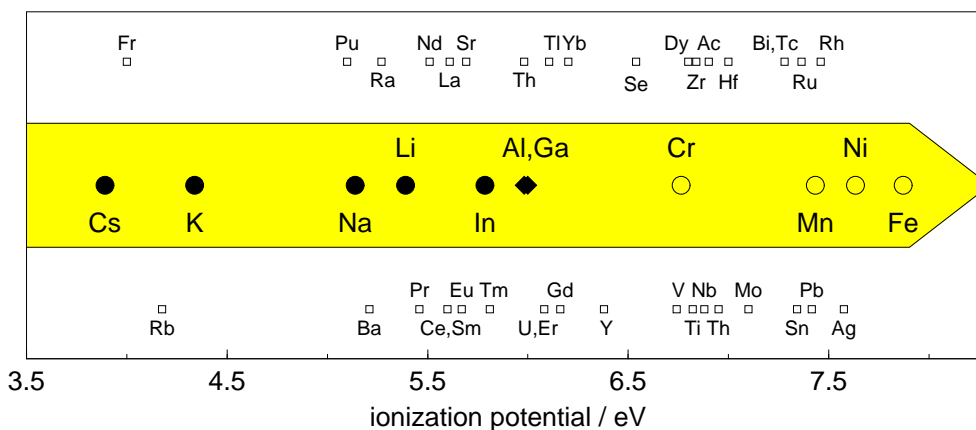 Fr Pu Nd Sr Tl Yb Dy Ac Bi,Tc Rh
Ra La Th Se Zr Hf Ru
Li Al,Ga Cr Ni
Cs K Na In Mn Fe
Pr Eu Tm Gd V Nb Mo Pb
Rb Ba Ce,Sm U,Er Y Ti Th Sn Ag
3.5 4.5 5.5 6.5 7.5
ionization potential / eV